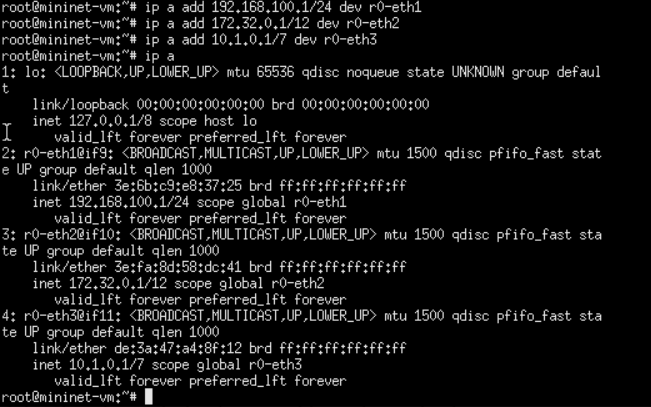 root@mininet-vm:~# ip a add 192.168.100.1/24 dev r0-eth1
root@mininet-vm:~# ip a add 172.32.0.1/12 dev r0-eth2
root@mininet-vm:~# ip a add 10.1.0.1/7 dev r0-eth3
root@mininet-vm:~# ip a
1: lo: <LOOPBACK,UP,LOWER_UP> mtu 65536 qdisc noqueue state UNKNOWN group defaul
t
    link/loopback 00:00:00:00:00:00 brd 00:00:00:00:00:00
    inet 127.0.0.1/8 scope host lo
       valid_lft forever preferred_lft forever
2: r0-eth1@if9: <BROADCAST,MULTICAST,UP,LOWER_UP> mtu 1500 qdisc pfifo_fast stat
e UP group default qlen 1000
    link/ether 3e:6b:c9:e8:37:25 brd ff:ff:ff:ff:ff:ff
    inet 192.168.100.1/24 scope global r0-eth1
       valid_lft forever preferred_lft forever
3: r0-eth2@if10: <BROADCAST,MULTICAST,UP,LOWER_UP> mtu 1500 qdisc pfifo_fast sta
te UP group default qlen 1000
    link/ether 3e:fa:8d:58:dc:41 brd ff:ff:ff:ff:ff:ff
    inet 172.32.0.1/12 scope global r0-eth2
       valid_lft forever preferred_lft forever
4: r0-eth3@if11: <BROADCAST,MULTICAST,UP,LOWER_UP> mtu 1500 qdisc pfifo_fast sta
te UP group default qlen 1000
    link/ether de:3a:47:a4:8f:12 brd ff:ff:ff:ff:ff:ff
    inet 10.1.0.1/7 scope global r0-eth3
       valid_lft forever preferred_lft forever
root@mininet-vm:~#